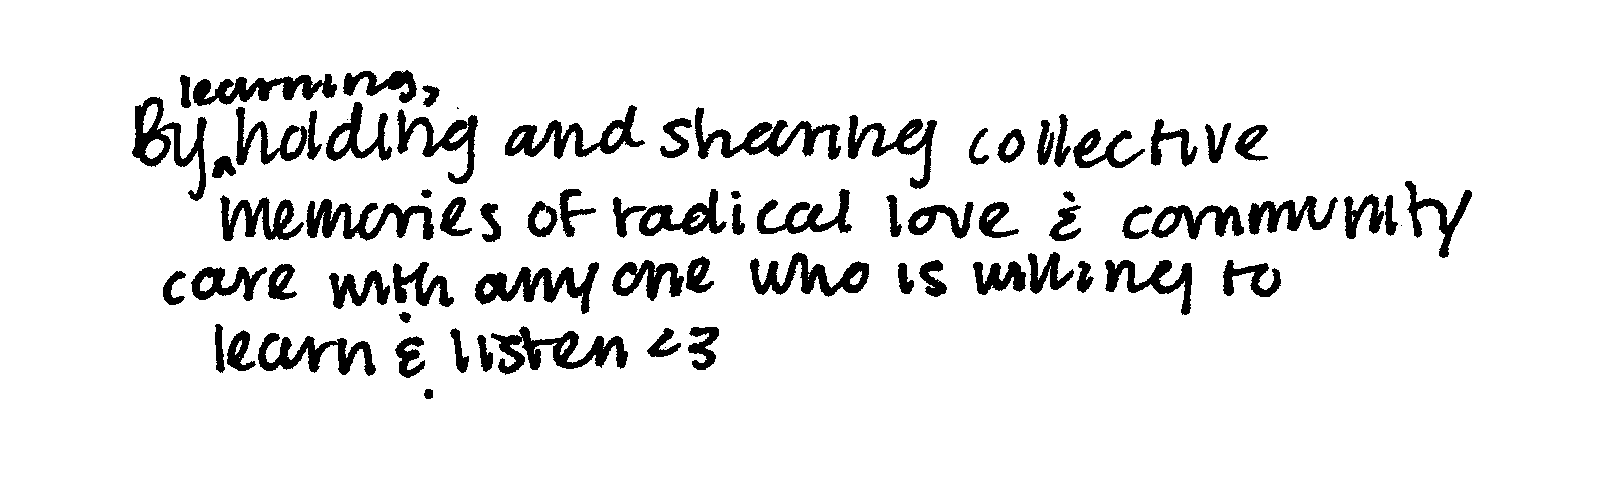 By learning, holding and sharing collective
memories of radical love & community
care with anyone who is willing to
learn & listen <3